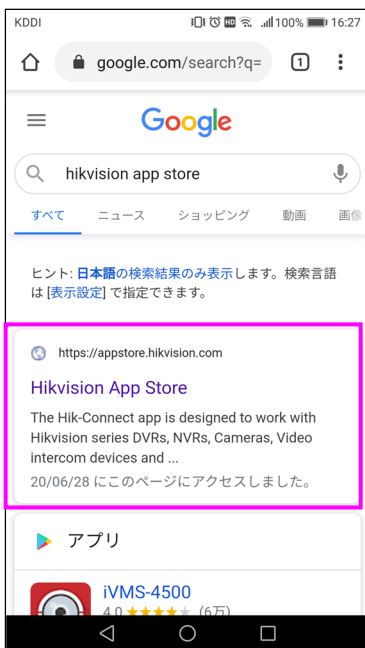 KDDI HD 100% 16:27
google.com/search?q= 1
Google
hikvision app store
すべて ニュース ショッピング 動画 画像
ヒント: 日本語の検索結果のみ表示します。検索言語
は [表示設定] で指定できます。
https://appstore.hikvision.com
Hikvision App Store
The Hik-Connect app is designed to work with
Hikvision series DVRs, NVRs, Cameras, Video
intercom devices and ...
20/06/28 にこのページにアクセスしました。
アプリ
iVMS-4500
4.0 ★★★★★ (6万)